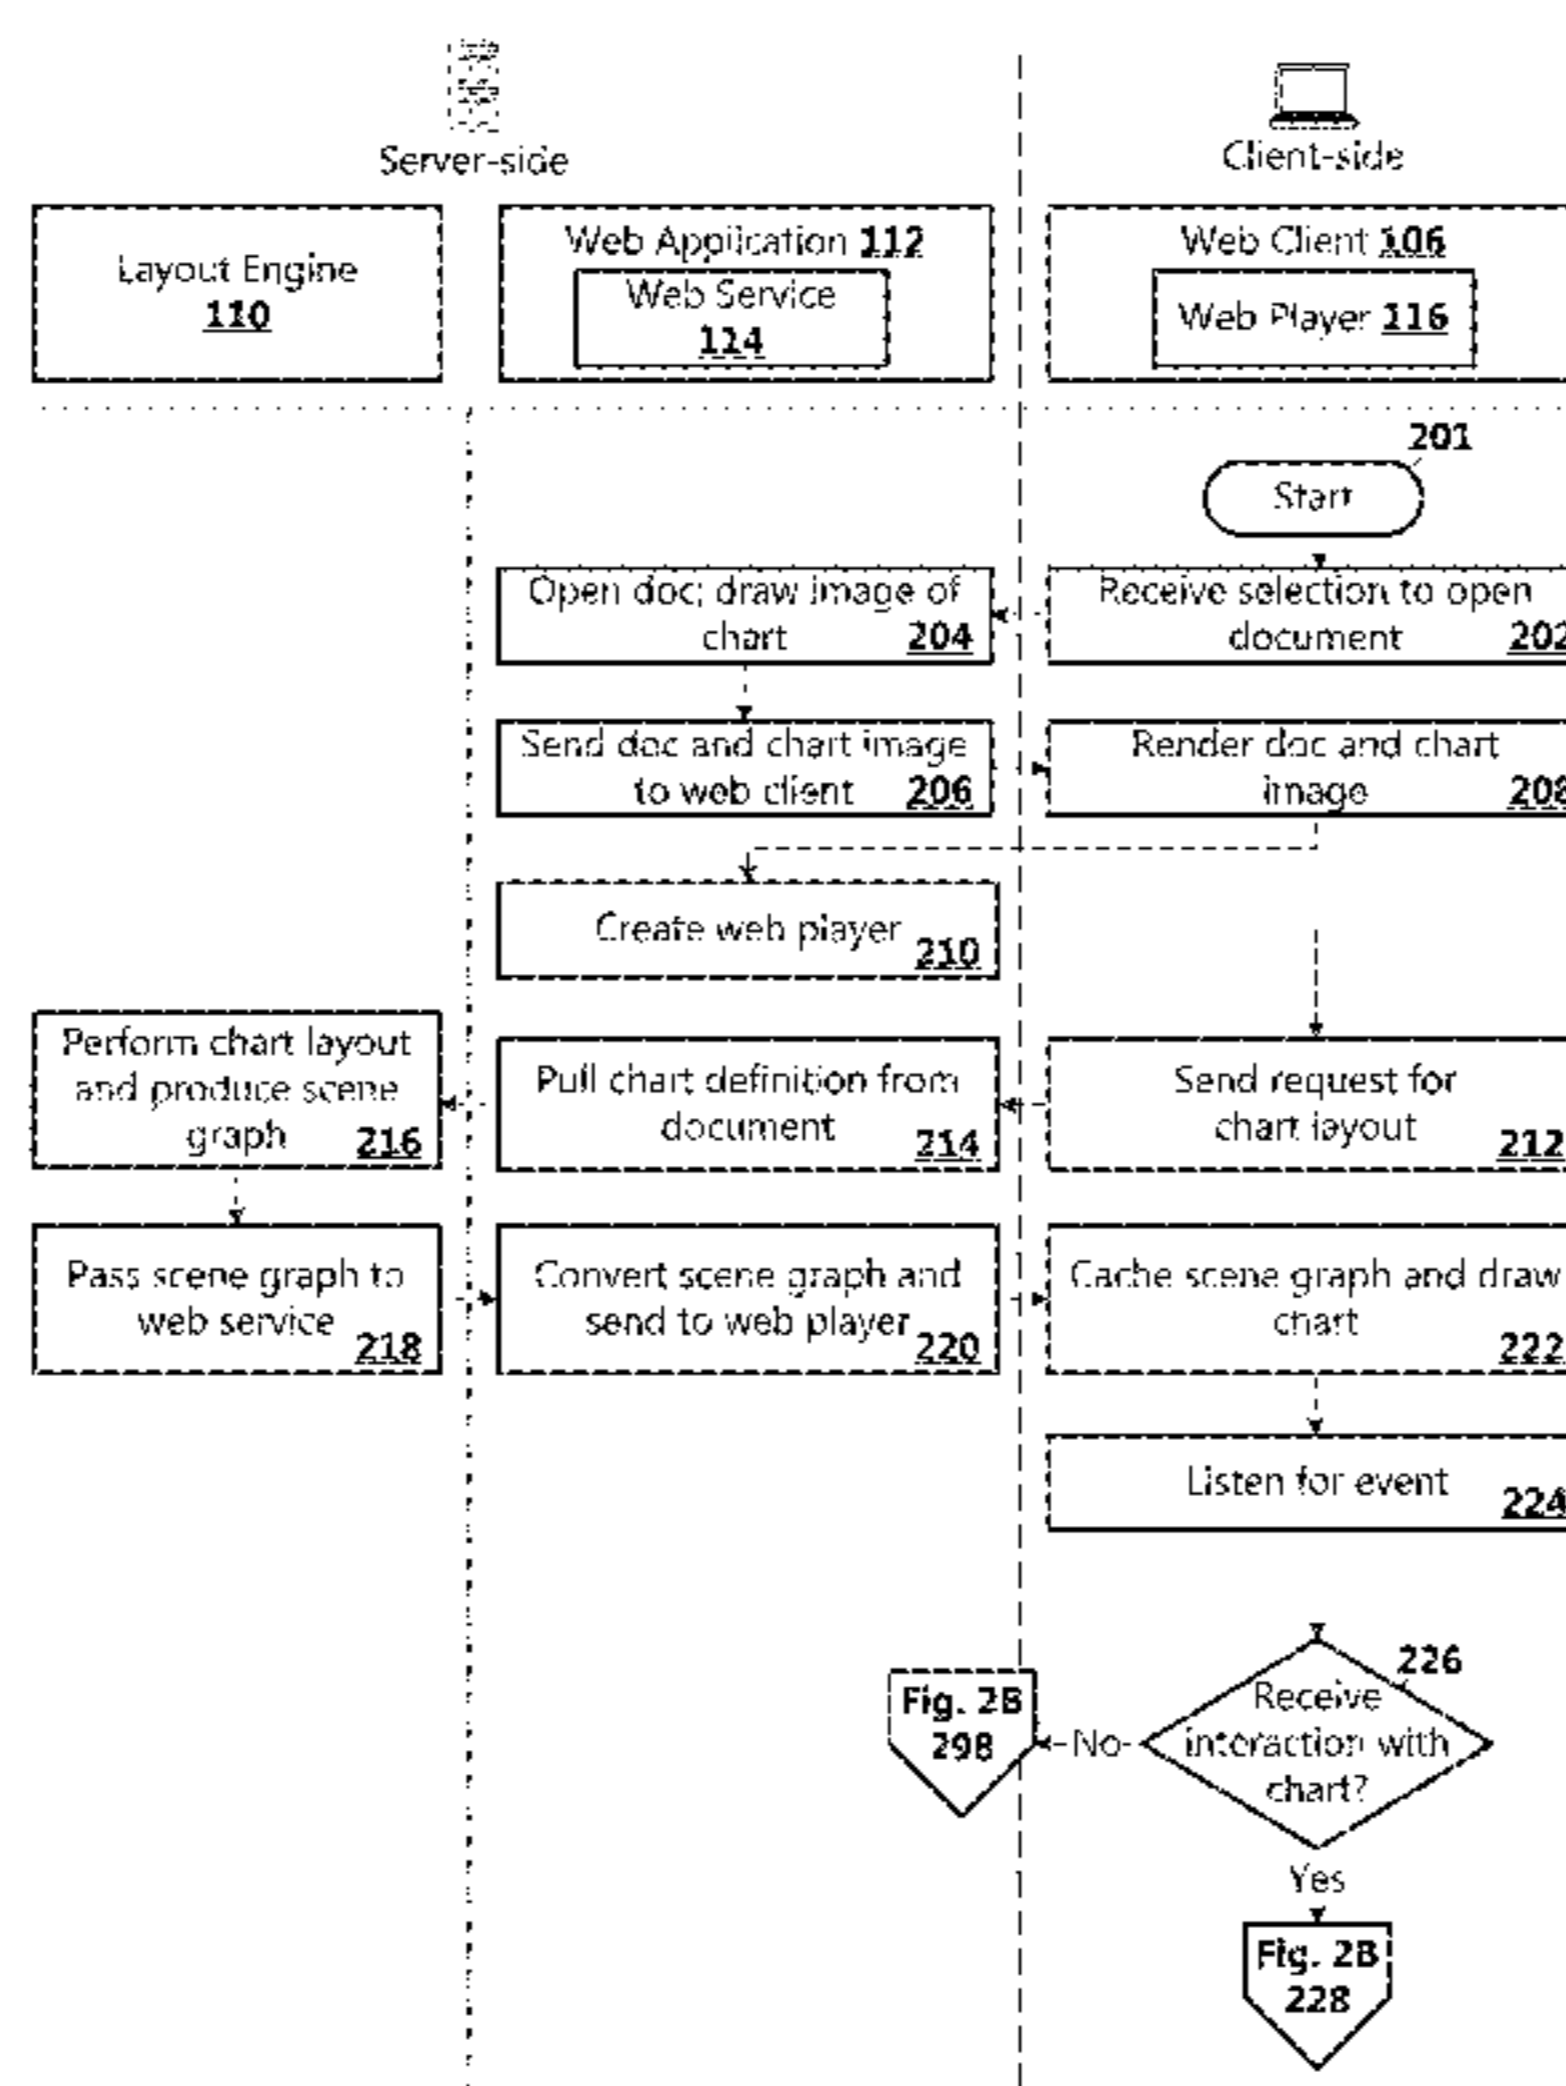 Server-side
Client-side
Layout Engine
110
Web Application 112
Web Service
114
Web Client 106
Web Player 116
201
Start
Open doc; draw image of
chart 204
Receive selection to open
document 202
Send doc and chart image
to web client 206
Render doc and chart
image 208
Create web player
210
Perform chart layout
and produce scene
graph 216
Pull chart definition from
document 214
Send request for
chart layout 212
Pass scene graph to
web service 218
Convert scene graph and
send to web player 220
Cache scene graph and draw
chart 222
Listen for event
224
226
Receive
interaction with
chart?
No
Fig. 2B
298
Yes
Fig. 2B
228